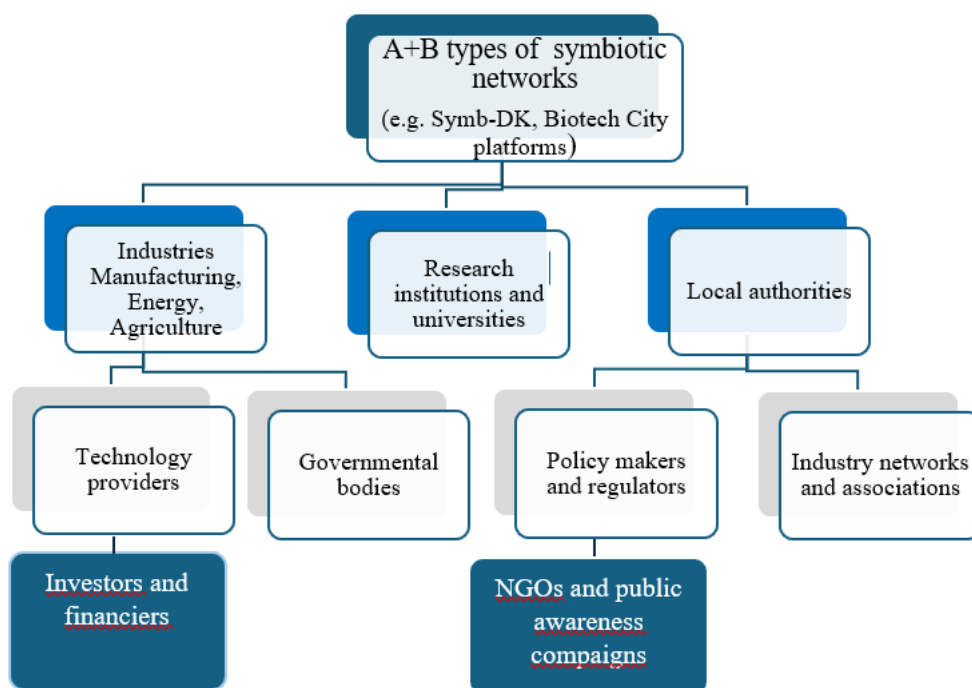 A+B types of symbiotic
networks
(e.g. Symb-DK, Biotech City
platforms)
Industries
Manufacturing,
Energy,
Agriculture
Research
institutions and
universities
Local authorities
Technology
providers
Governmental
bodies
Policy makers
and regulators
Industry networks
and associations
Investors and
financiers
NGOs and public
awareness
compaigns